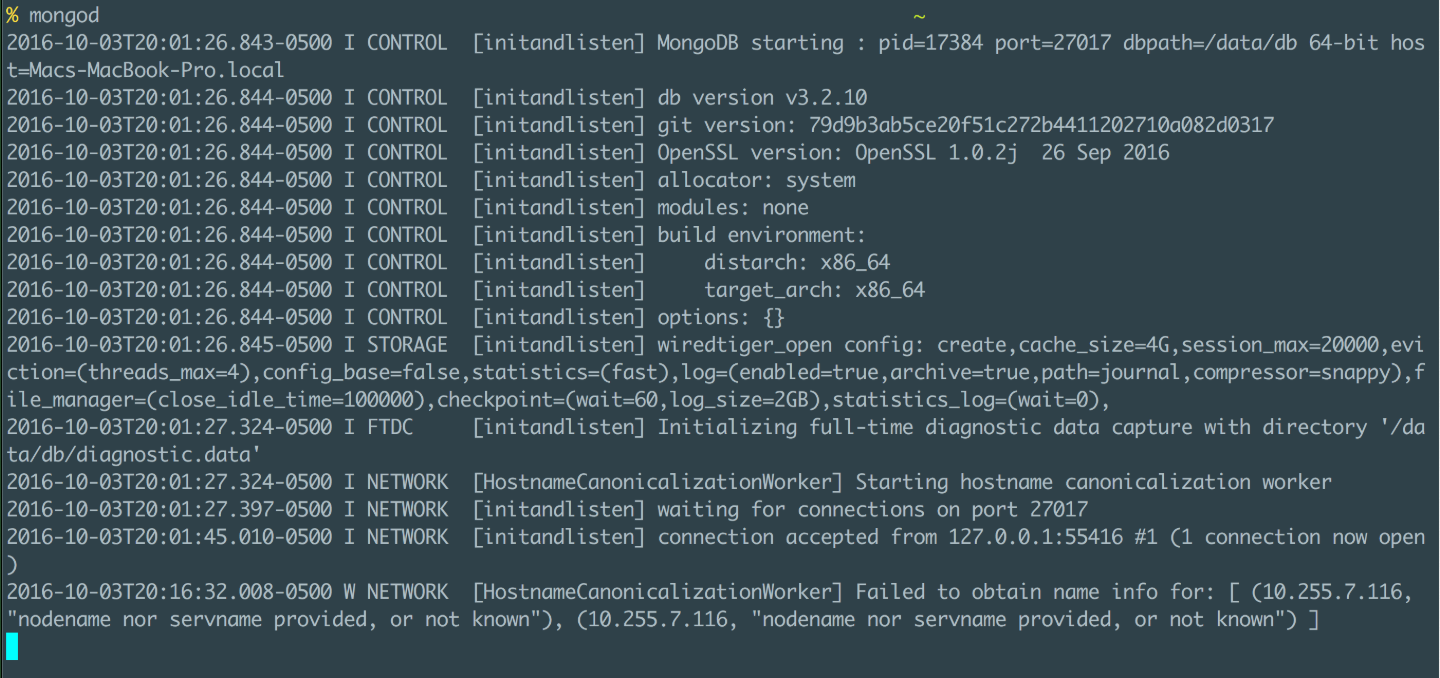 % mongod ~
2016-10-03T20:01:26.843-0500 I CONTROL  [initandlisten] MongoDB starting : pid=17384 port=27017 dbpath=/data/db 64-bit hos
t=Macs-MacBook-Pro.local
2016-10-03T20:01:26.844-0500 I CONTROL  [initandlisten] db version v3.2.10
2016-10-03T20:01:26.844-0500 I CONTROL  [initandlisten] git version: 79d9b3ab5ce20f51c272b4411202710a082d0317
2016-10-03T20:01:26.844-0500 I CONTROL  [initandlisten] OpenSSL version: OpenSSL 1.0.2j  26 Sep 2016
2016-10-03T20:01:26.844-0500 I CONTROL  [initandlisten] allocator: system
2016-10-03T20:01:26.844-0500 I CONTROL  [initandlisten] modules: none
2016-10-03T20:01:26.844-0500 I CONTROL  [initandlisten] build environment:
2016-10-03T20:01:26.844-0500 I CONTROL  [initandlisten]     distarch: x86_64
2016-10-03T20:01:26.844-0500 I CONTROL  [initandlisten]     target_arch: x86_64
2016-10-03T20:01:26.844-0500 I CONTROL  [initandlisten] options: {}
2016-10-03T20:01:26.845-0500 I STORAGE  [initandlisten] wiredtiger_open config: create,cache_size=4G,session_max=20000,evi
ction=(threads_max=4),config_base=false,statistics=(fast),log=(enabled=true,archive=true,path=journal,compressor=snappy),f
ile_manager=(close_idle_time=100000),checkpoint=(wait=60,log_size=2GB),statistics_log=(wait=0),
2016-10-03T20:01:27.324-0500 I FTDC     [initandlisten] Initializing full-time diagnostic data capture with directory '/da
ta/db/diagnostic.data'
2016-10-03T20:01:27.324-0500 I NETWORK  [HostnameCanonicalizationWorker] Starting hostname canonicalization worker
2016-10-03T20:01:27.397-0500 I NETWORK  [initandlisten] waiting for connections on port 27017
2016-10-03T20:01:45.010-0500 I NETWORK  [initandlisten] connection accepted from 127.0.0.1:55416 #1 (1 connection now open
)
2016-10-03T20:16:32.008-0500 W NETWORK  [HostnameCanonicalizationWorker] Failed to obtain name info for: [ (10.255.7.116,
"nodename nor servname provided, or not known"), (10.255.7.116, "nodename nor servname provided, or not known") ]